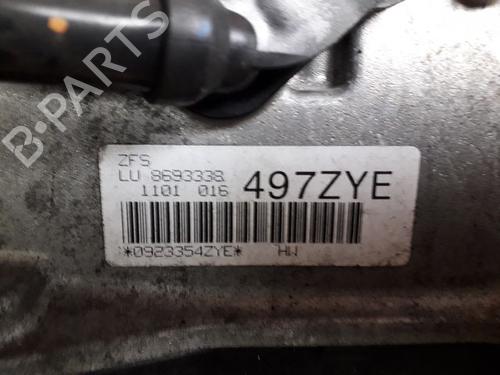 B-PARTS
ZFS
LU 8693338
1101 016 497ZYE
*0923354ZYE* HW